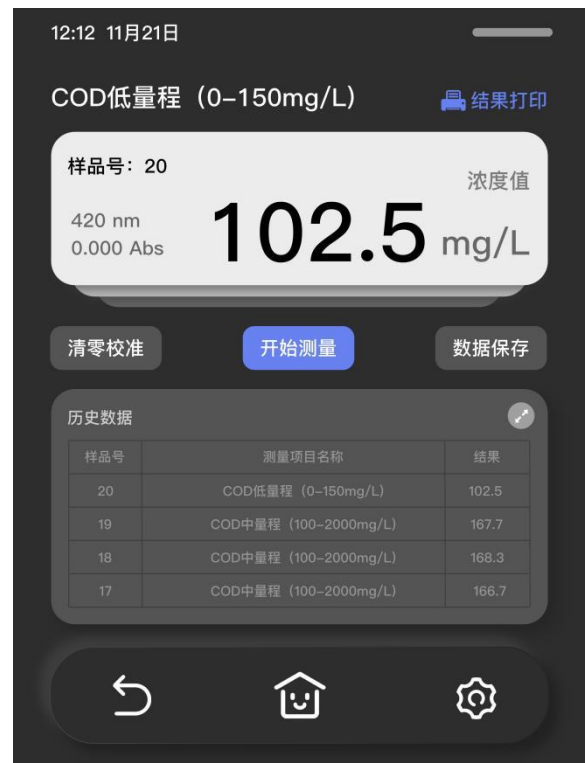 12:12 11月21日
COD低量程（0–150mg/L）
结果打印
样品号：20
浓度值
420 nm
0.000 Abs
102.5 mg/L
清零校准 开始测量 数据保存
历史数据
样品号 测量项目名称 结果
20 COD低量程（0–150mg/L） 102.5
19 COD中量程（100–2000mg/L） 167.7
18 COD中量程（100–2000mg/L） 168.3
17 COD中量程（100–2000mg/L） 166.7